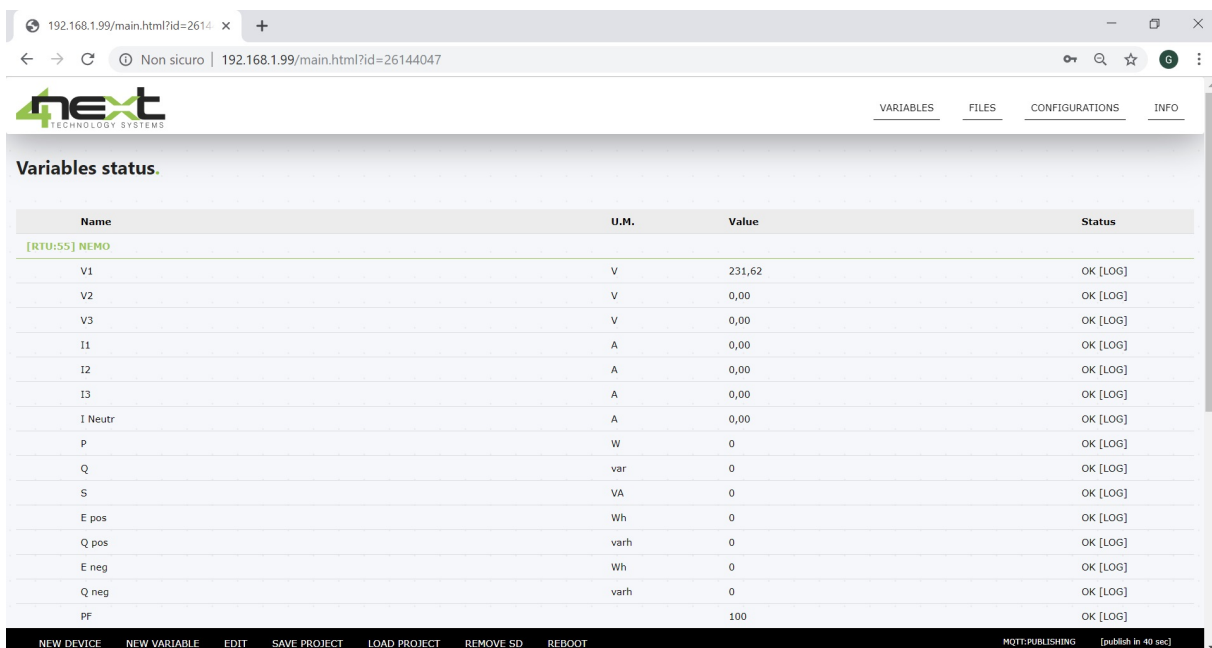 192.168.1.99/main.html?id=2614
Non sicuro | 192.168.1.99/main.html?id=26144047
G
4next
TECHNOLOGY SYSTEMS
VARIABLES FILES CONFIGURATIONS INFO
Variables status.
Name U.M. Value Status
[RTU:55] NEMO
V1 V 231,62 OK [LOG]
V2 V 0,00 OK [LOG]
V3 V 0,00 OK [LOG]
I1 A 0,00 OK [LOG]
I2 A 0,00 OK [LOG]
I3 A 0,00 OK [LOG]
I Neutr A 0,00 OK [LOG]
P W 0 OK [LOG]
Q var 0 OK [LOG]
S VA 0 OK [LOG]
E pos Wh 0 OK [LOG]
Q pos varh 0 OK [LOG]
E neg Wh 0 OK [LOG]
Q neg varh 0 OK [LOG]
PF 100 OK [LOG]
NEW DEVICE NEW VARIABLE EDIT SAVE PROJECT LOAD PROJECT REMOVE SD REBOOT MQTT:PUBLISHING [publish in 40 sec]